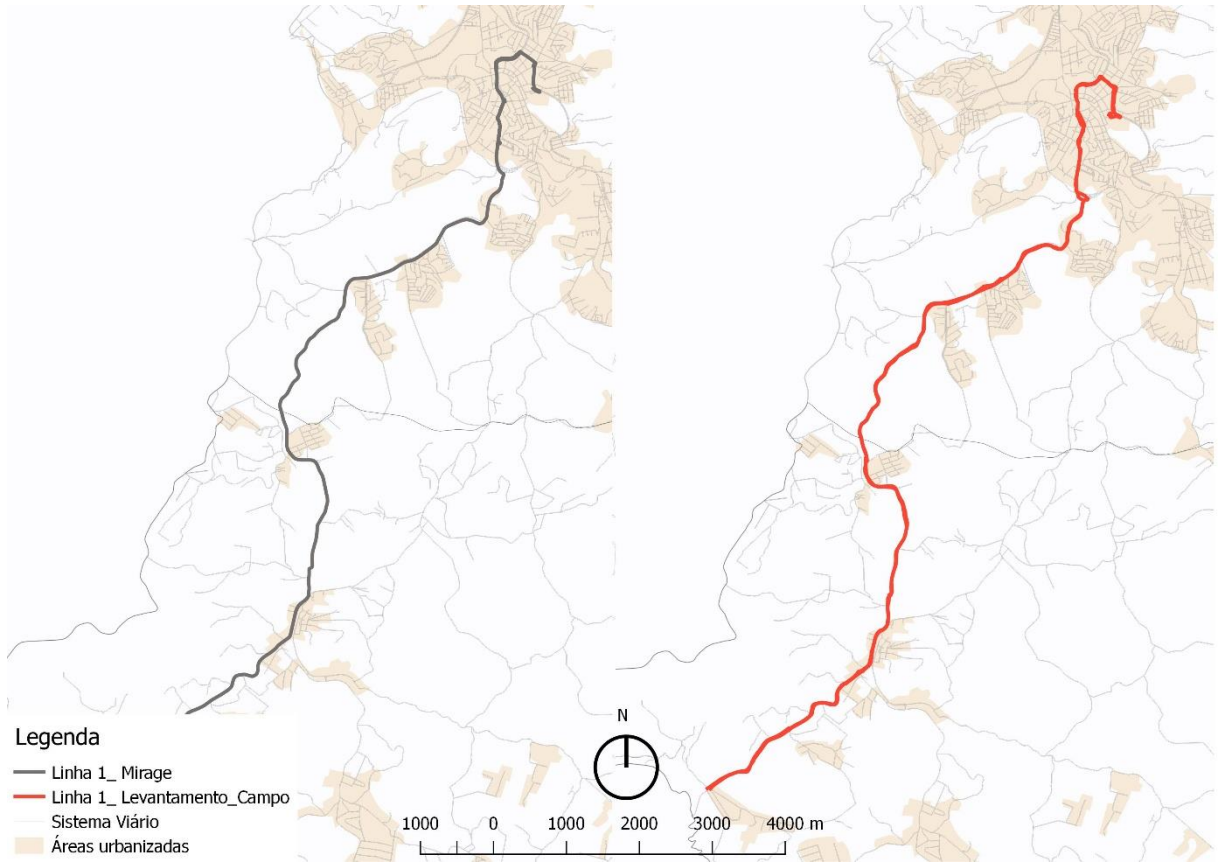 N
Legenda
Linha 1_ Mirage
Linha 1_ Levantamento_Campo
Sistema Viário
Áreas urbanizadas
1000 0 1000 2000 3000 4000 m